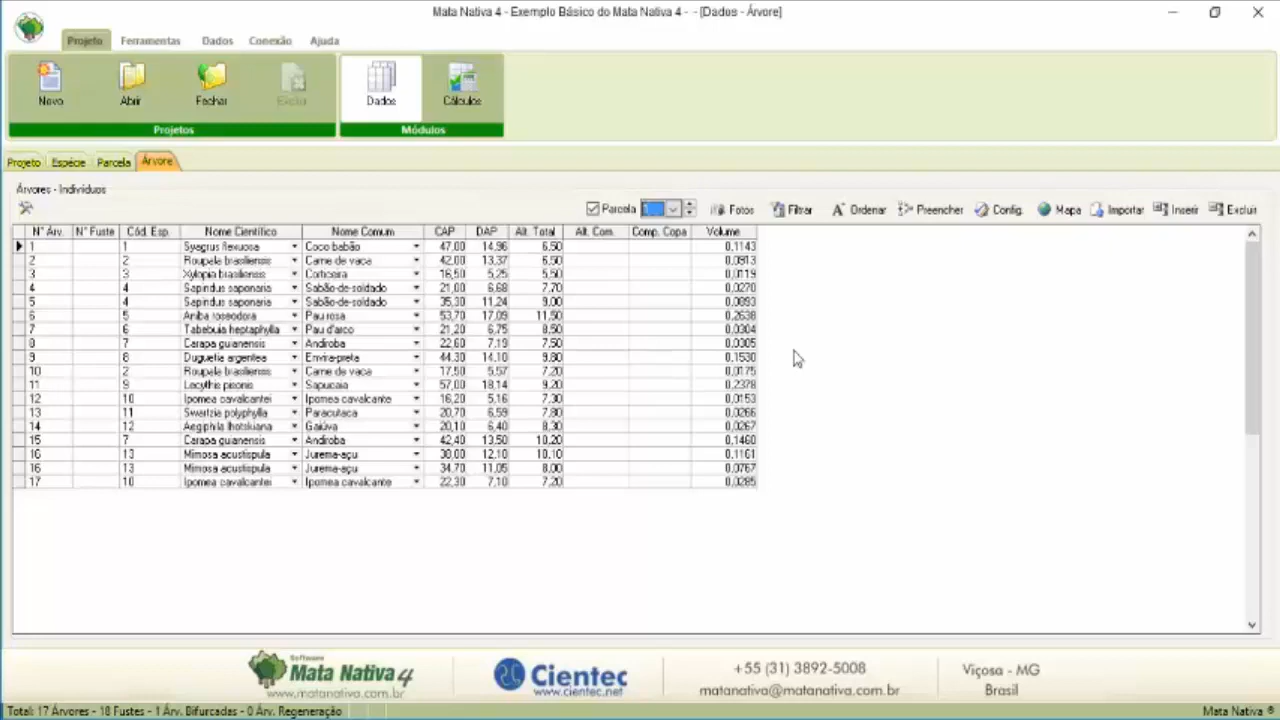 Mata Nativa 4 - Exemplo Básico do Mata Nativa 4 - - [Dados - Árvore]
Projeto Ferramentas Dados Conexão Ajuda
Novo Abrir Fechar Excluir Dados Cálculos
Projetos Módulos
Projeto Espécie Parcela Árvore
Árvores - Indivíduos
Parcela 1 Fotos Filtrar Ordenar Preencher Config. Mapa Importar Inserir Excluir
N° Árv. N° Fuste Cód. Esp. Nome Científico Nome Comum CAP DAP Alt. Total Alt. Com. Comp. Copa Volume
1 1 Syagrus flexuosa Coco babão 47,00 14,96 6,50 0,1143
2 2 Roupala brasiliensis Carne de vaca 42,00 13,37 6,50 0,0913
3 3 Xylopia brasiliensis Corticeira 16,50 5,25 5,50 0,0119
4 4 Sapindus saponaria Sabão-de-soldado 21,00 6,68 7,70 0,0270
5 4 Sapindus saponaria Sabão-de-soldado 35,30 11,24 9,00 0,0893
6 5 Aniba roseodora Pau rosa 53,70 17,09 11,50 0,2638
7 6 Tabebuia heptaphylla Pau d'arco 21,20 6,75 8,50 0,0304
8 7 Carapa guianensis Andiroba 22,60 7,19 7,50 0,0305
9 8 Duguetia argentea Envira-preta 44,30 14,10 9,80 0,1530
10 2 Roupala brasiliensis Carne de vaca 17,50 5,57 7,20 0,0175
11 9 Lecythis pisonis Sapucaia 57,00 18,14 9,20 0,2378
12 10 Ipomea cavalcantei Ipomea cavalcante 16,20 5,16 7,30 0,0153
13 11 Swartzia polyphylla Paracutaca 20,70 6,59 7,80 0,0266
14 12 Aegiphila lhotskiana Gaiúva 20,10 6,40 8,30 0,0267
15 7 Carapa guianensis Andiroba 42,40 13,50 10,20 0,1460
16 13 Mimosa acustistipula Jurema-açu 38,00 12,10 10,10 0,1161
16 13 Mimosa acustistipula Jurema-açu 34,70 11,05 8,00 0,0767
17 10 Ipomea cavalcantei Ipomea cavalcante 22,30 7,10 7,20 0,0285
Software
Mata Nativa 4
www.matanativa.com.br
Cientec
www.cientec.net
+55 (31) 3892-5008
matanativa@matanativa.com.br
Viçosa - MG
Brasil
Total: 17 Árvores - 18 Fustes - 1 Árv. Bifurcadas - 0 Árv. Regeneração Mata Nativa ®